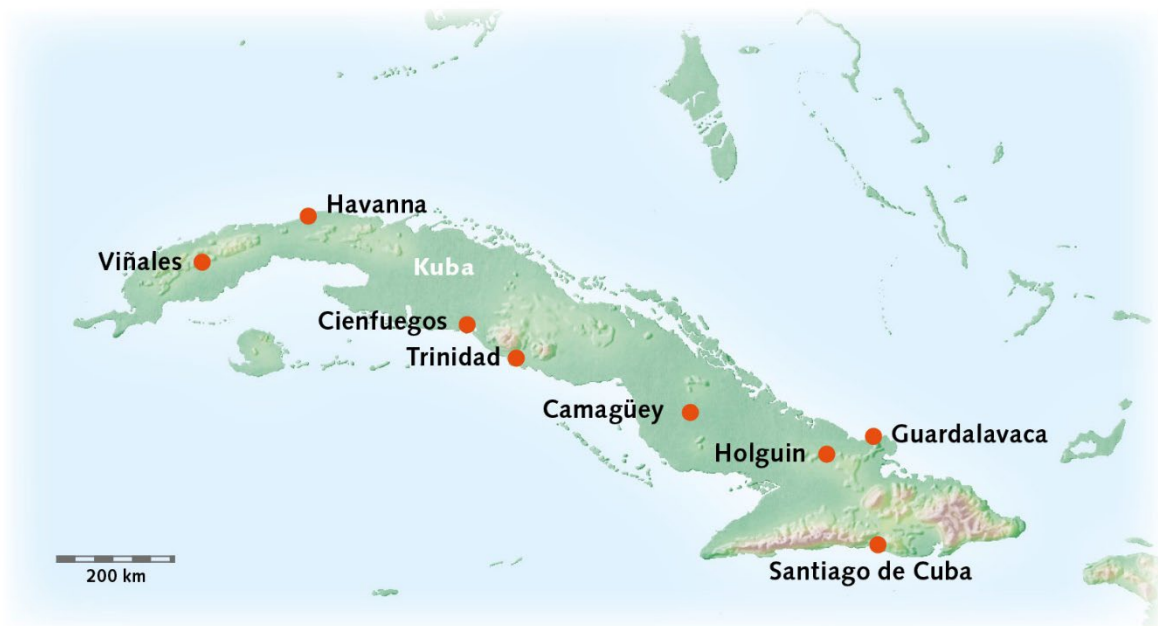 Havanna
Viñales
Kuba
Cienfuegos
Trinidad
Camagüey
Guardalavaca
Holguin
Santiago de Cuba
200 km